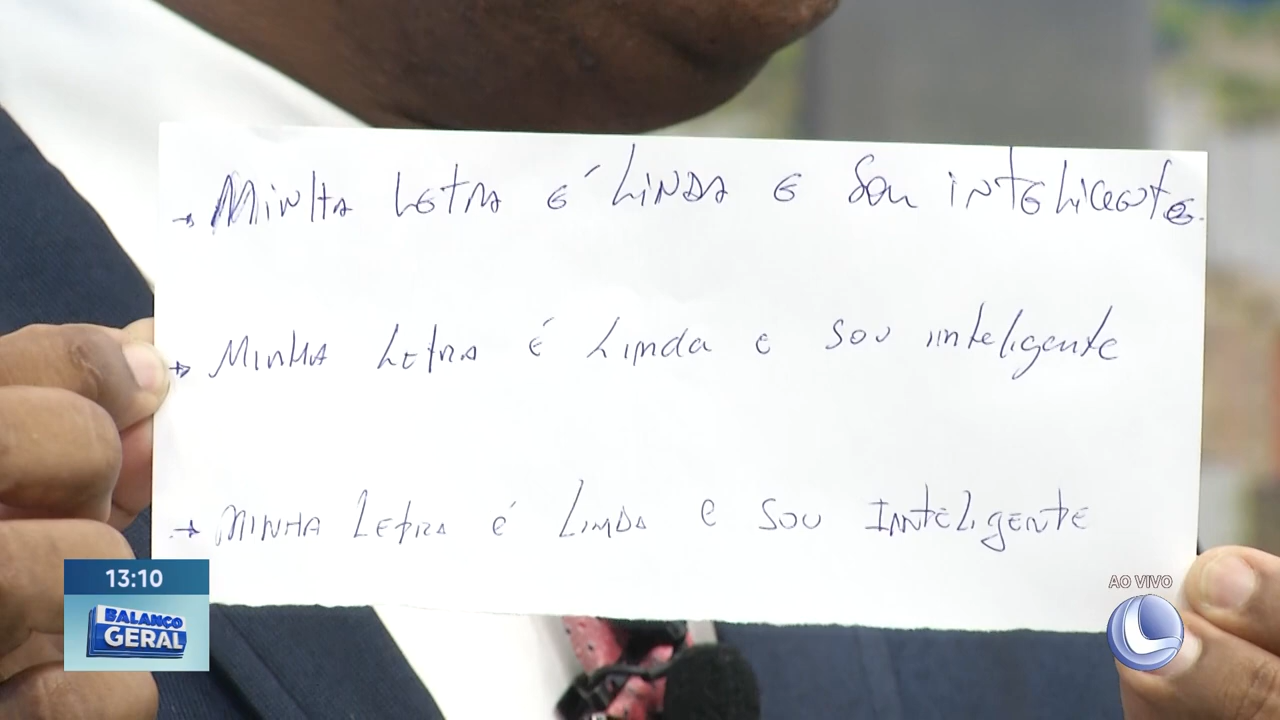 → MINHA LETRA É LINDA E SOU INTELIGENTE.
→ MINHA LETRA É LINDA e SOU inteligente
→ MINHA LETRA é LINDA e SOU INTELIGENTE
13:10
BALANÇO
GERAL
AO VIVO